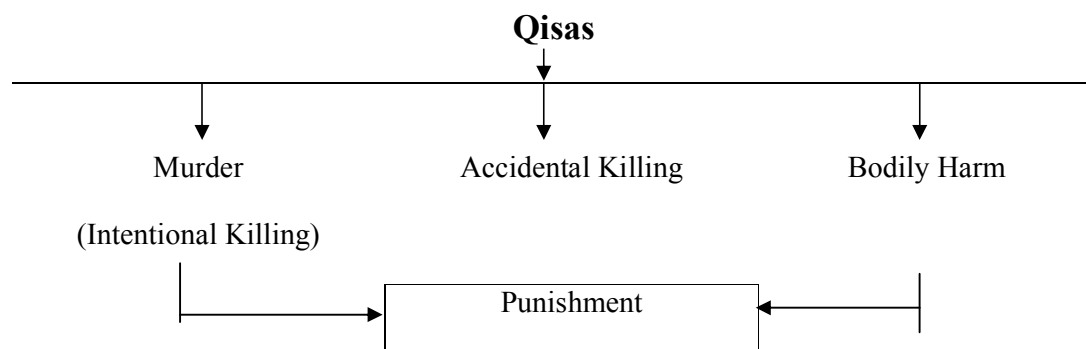 Qisas
Murder Accidental Killing Bodily Harm
(Intentional Killing)
Punishment